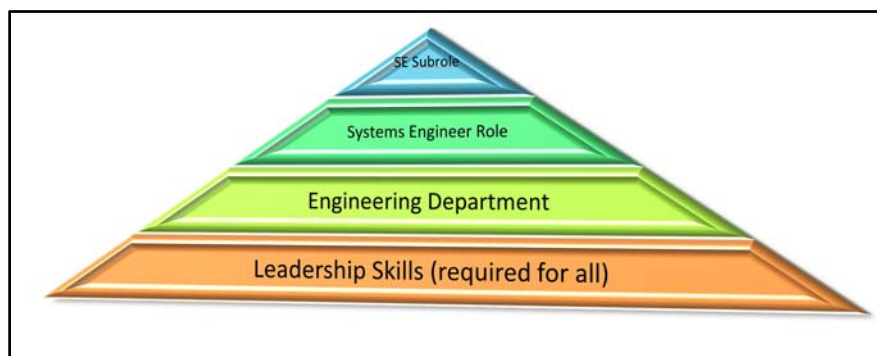 SE Subrole
Systems Engineer Role
Engineering Department
Leadership Skills (required for all)